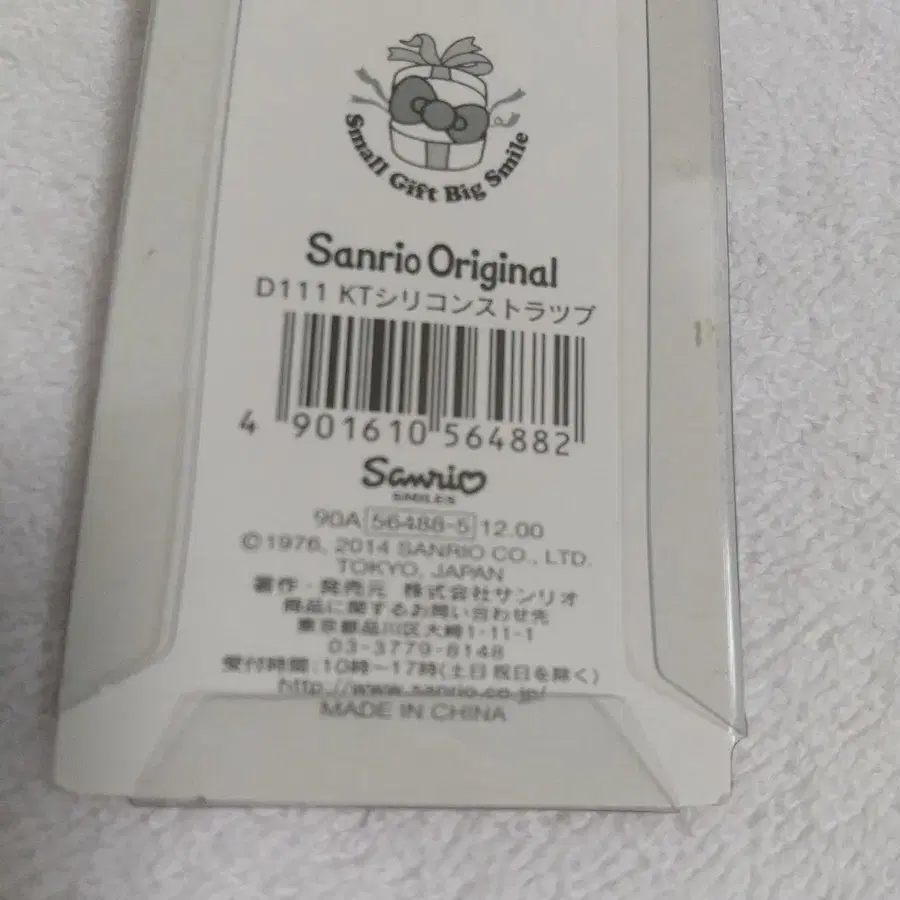 Small Gift Big Smile
Sanrio Original
D111 KTシリコンストラップ
4 901610 564882
Sanrio
SMILES
90A 56488-5 12.00
©1976, 2014 SANRIO CO., LTD.
TOKYO, JAPAN
著作・発売元 株式会社サンリオ
商品に関するお問い合わせ先
東京都品川区大崎1-11-1
03-3779-8148
受付時間:10時〜17時(土日祝日を除く)
http://www.sanrio.co.jp/
MADE IN CHINA